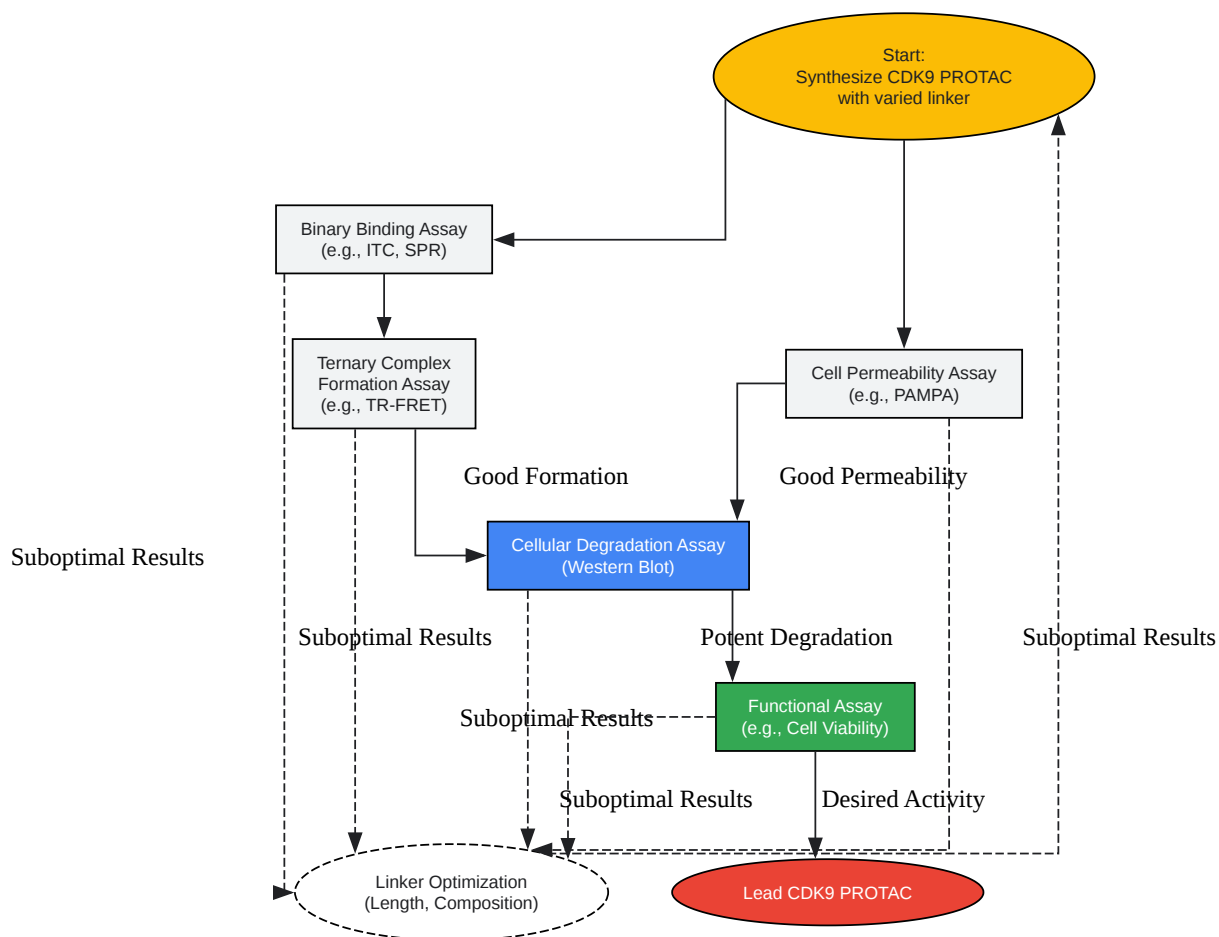 Start:
Synthesize CDK9 PROTAC
with varied linker
Binary Binding Assay
(e.g., ITC, SPR)
Ternary Complex
Formation Assay
(e.g., TR-FRET)
Cell Permeability Assay
(e.g., PAMPA)
Good Formation
Good Permeability
Cellular Degradation Assay
(Western Blot)
Suboptimal Results
Suboptimal Results
Potent Degradation
Suboptimal Results
Functional Assay
(e.g., Cell Viability)
Suboptimal Results
Suboptimal Results
Desired Activity
Linker Optimization
(Length, Composition)
Lead CDK9 PROTAC